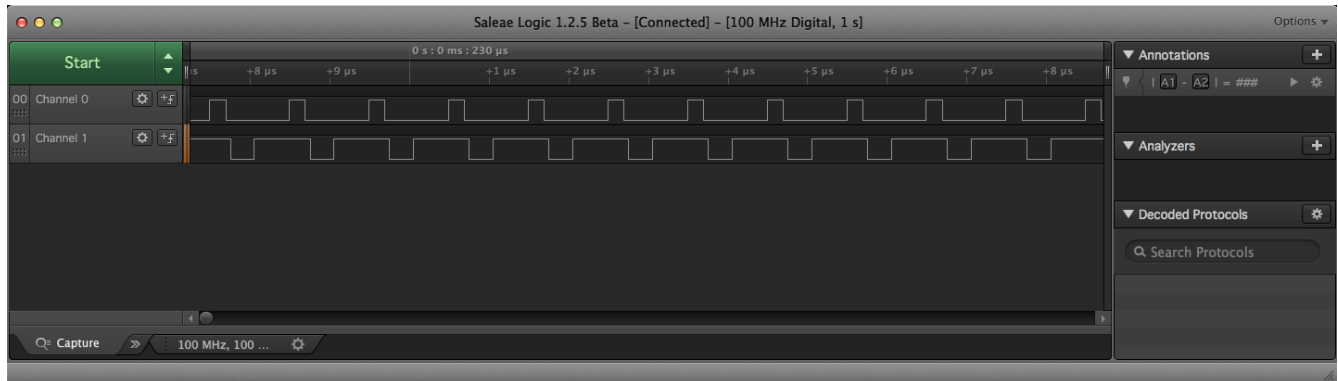 Saleae Logic 1.2.5 Beta – [Connected] – [100 MHz Digital, 1 s]
Options
Start
0 s : 0 ms : 230 µs
+8 µs +9 µs +1 µs +2 µs +3 µs +4 µs +5 µs +6 µs +7 µs +8 µs
00 Channel 0
01 Channel 1
Annotations
| A1 - A2 | = ###
Analyzers
Decoded Protocols
Search Protocols
Capture
100 MHz, 100 ...